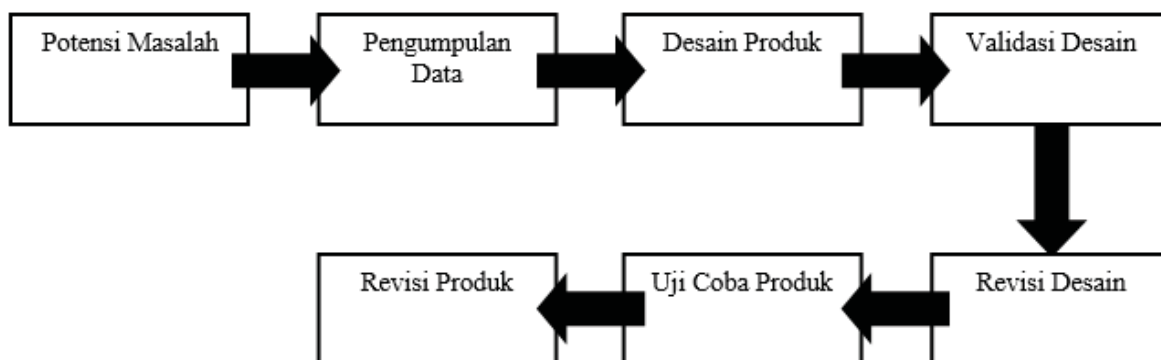 Potensi Masalah
Pengumpulan
Data
Desain Produk
Validasi Desain
Revisi Desain
Uji Coba Produk
Revisi Produk